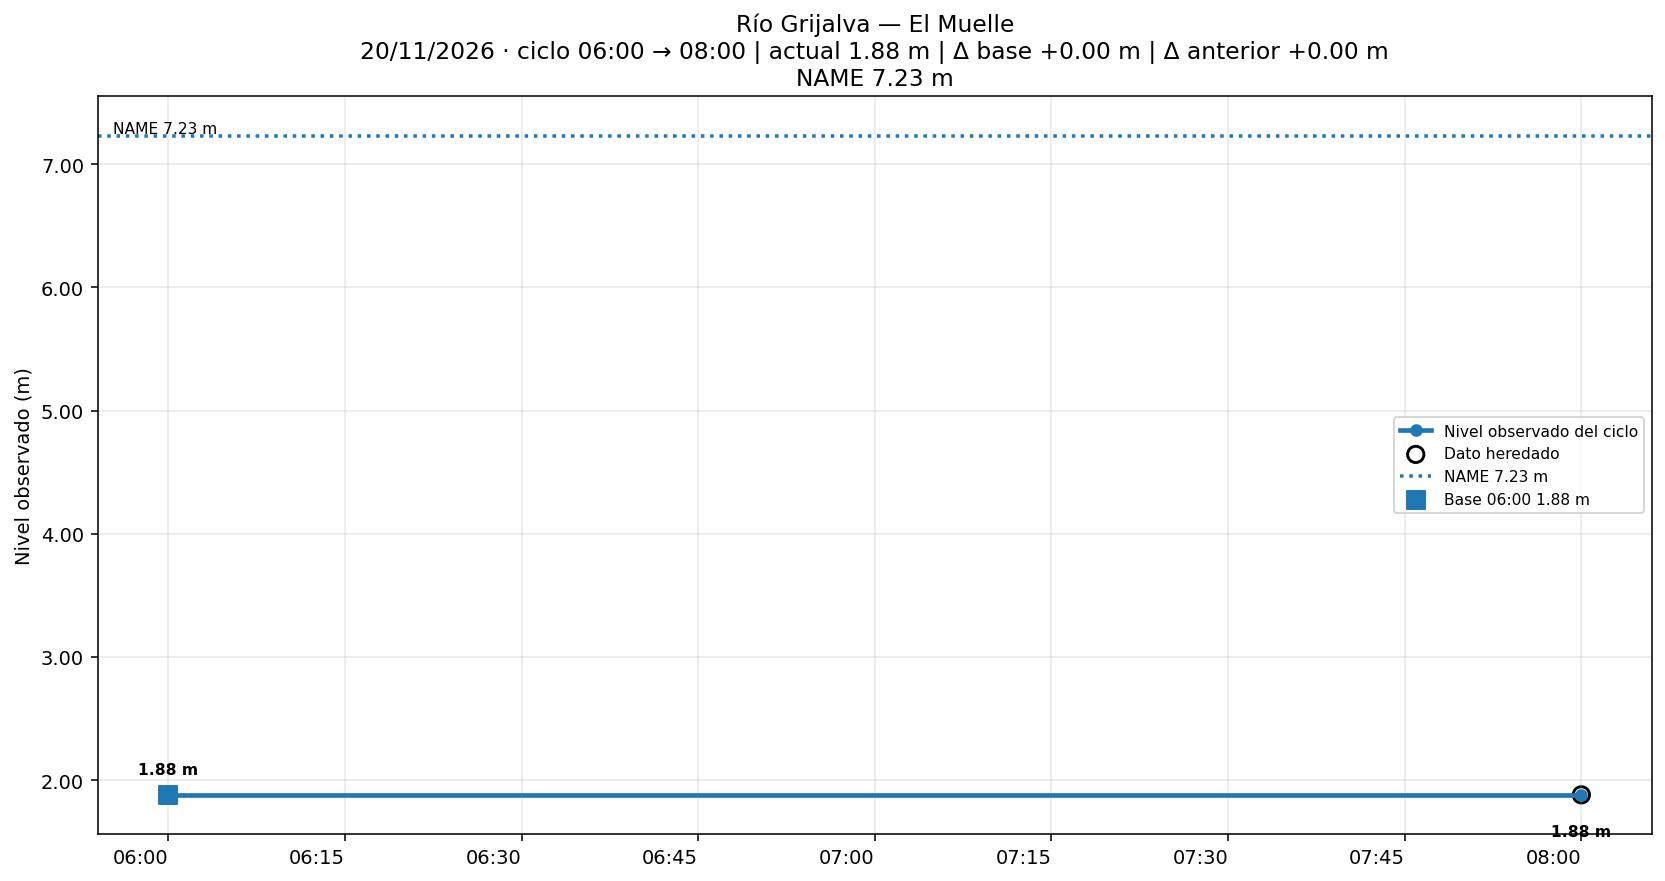 Río Grijalva — El Muelle
20/11/2026 · ciclo 06:00 → 08:00 | actual 1.88 m | Δ base +0.00 m | Δ anterior +0.00 m
NAME 7.23 m
NAME 7.23 m
7.00
6.00
5.00
4.00
3.00
2.00
Nivel observado (m)
Nivel observado del ciclo
Dato heredado
NAME 7.23 m
Base 06:00 1.88 m
1.88 m
1.88 m
06:00 06:15 06:30 06:45 07:00 07:15 07:30 07:45 08:00